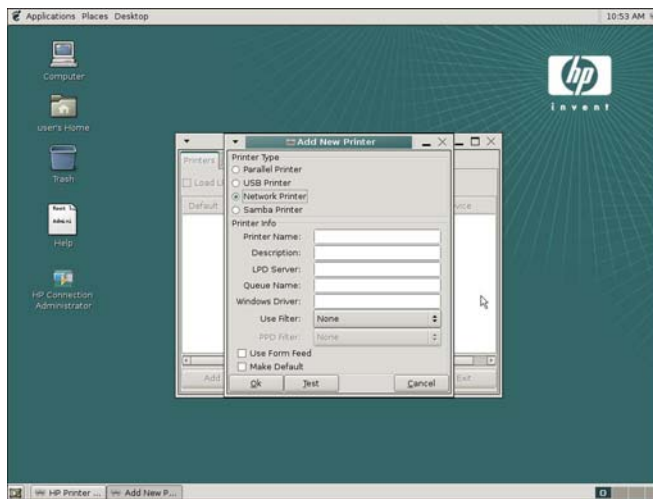 Applications Places Desktop
10:53 AM
Computer
user's Home
Trash
Help
HP Connection
Administrator
hp
invent
Add New Printer
Printers
Default
Add
Exit
Printer Type
Parallel Printer
USB Printer
Network Printer
Samba Printer
Printer Info
Printer Name:
Description:
LPD Server:
Queue Name:
Windows Driver:
Use Filter: None
PPD Filter: None
Use Form Feed
Make Default
Ok Test Cancel
HP Printer ...
Add New P...